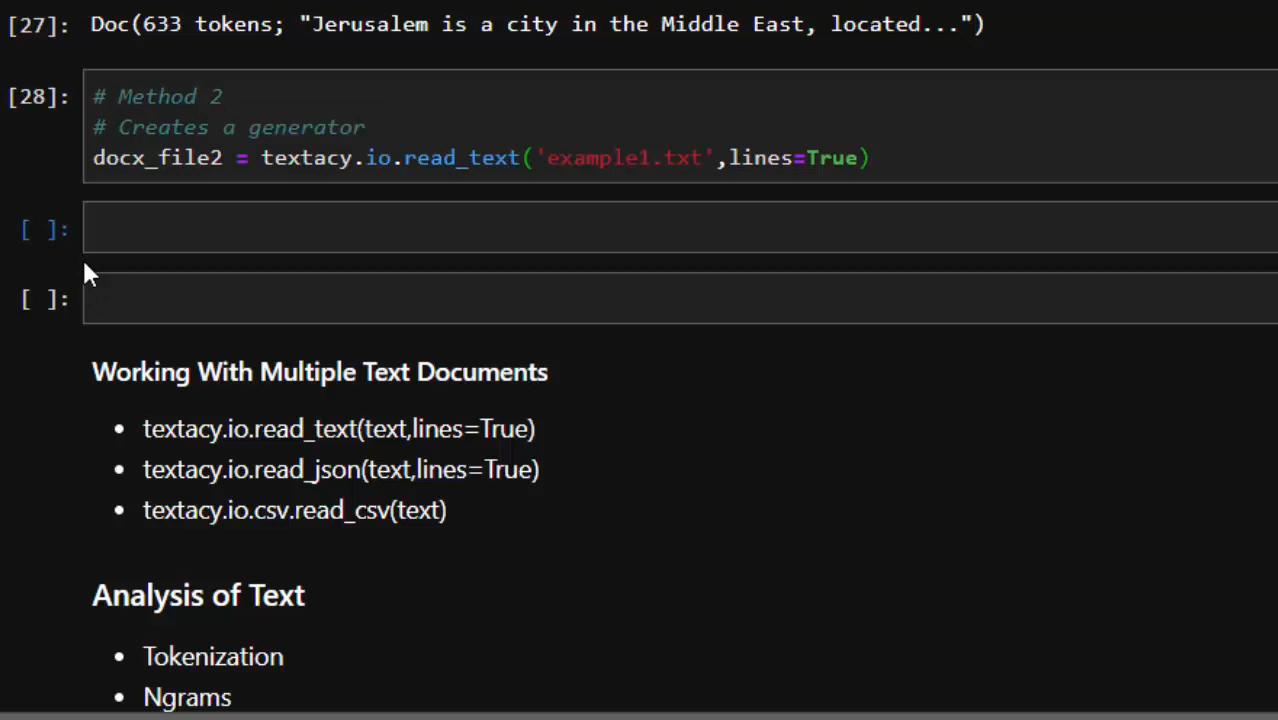 [27]: Doc(633 tokens; "Jerusalem is a city in the Middle East, located...")
[28]: # Method 2
# Creates a generator
docx_file2 = textacy.io.read_text('example1.txt',lines=True)
[ ]:
[ ]:
Working With Multiple Text Documents
• textacy.io.read_text(text,lines=True)
• textacy.io.read_json(text,lines=True)
• textacy.io.csv.read_csv(text)
Analysis of Text
• Tokenization
• Ngrams